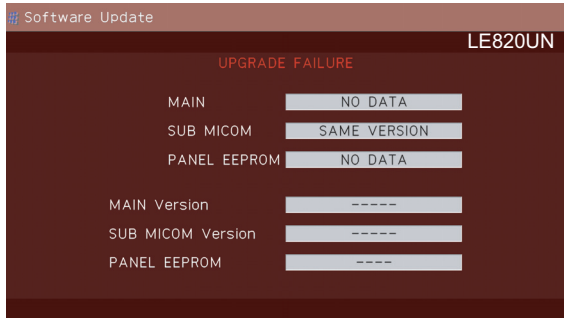 # Software Update
LE820UN
UPGRADE FAILURE
MAIN NO DATA
SUB MICOM SAME VERSION
PANEL EEPROM NO DATA
MAIN Version -----
SUB MICOM Version -----
PANEL EEPROM ----